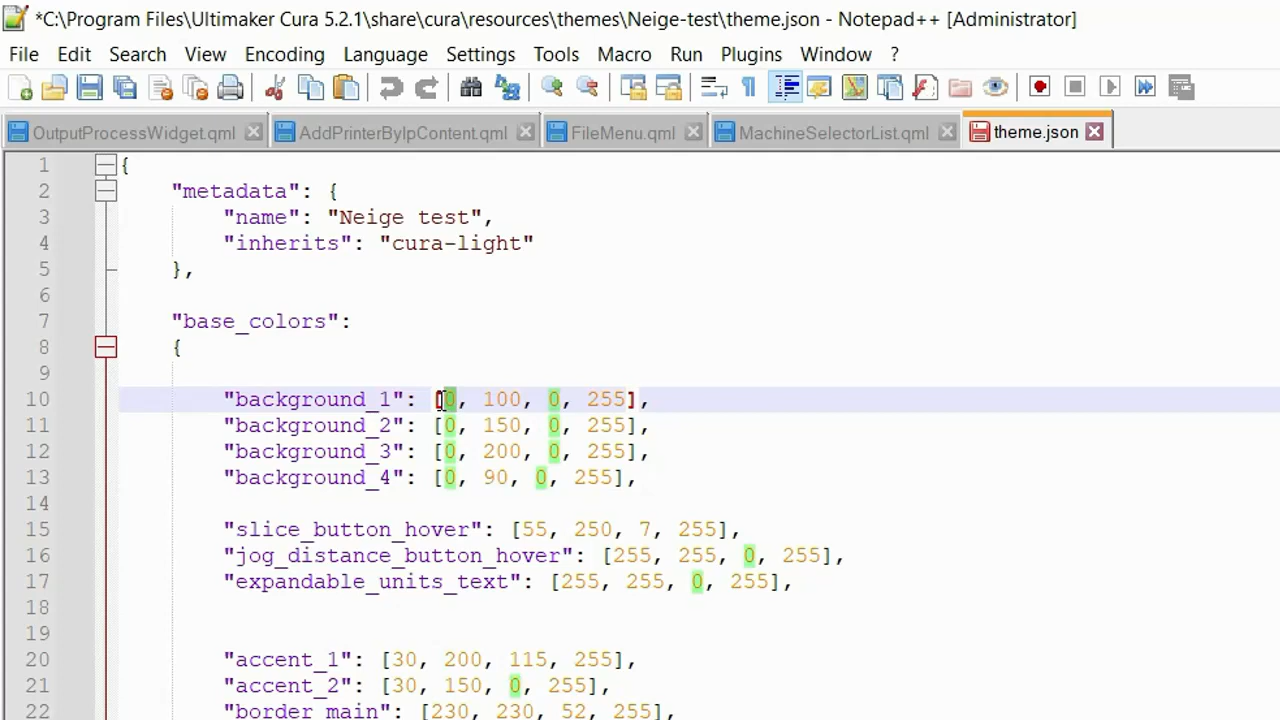 *C:\Program Files\Ultimaker Cura 5.2.1\share\cura\resources\themes\Neige-test\theme.json - Notepad++ [Administrator]
File Edit Search View Encoding Language Settings Tools Macro Run Plugins Window ?
OutputProcessWidget.qml AddPrinterByIpContent.qml FileMenu.qml MachineSelectorList.qml theme.json
1 {
2 "metadata": {
3 "name": "Neige test",
4 "inherits": "cura-light"
5 },
6
7 "base_colors":
8 {
9
10 "background_1": [0, 100, 0, 255],
11 "background_2": [0, 150, 0, 255],
12 "background_3": [0, 200, 0, 255],
13 "background_4": [0, 90, 0, 255],
14
15 "slice_button_hover": [55, 250, 7, 255],
16 "jog_distance_button_hover": [255, 255, 0, 255],
17 "expandable_units_text": [255, 255, 0, 255],
18
19
20 "accent_1": [30, 200, 115, 255],
21 "accent_2": [30, 150, 0, 255],
22 "border_main": [230, 230, 52, 255],